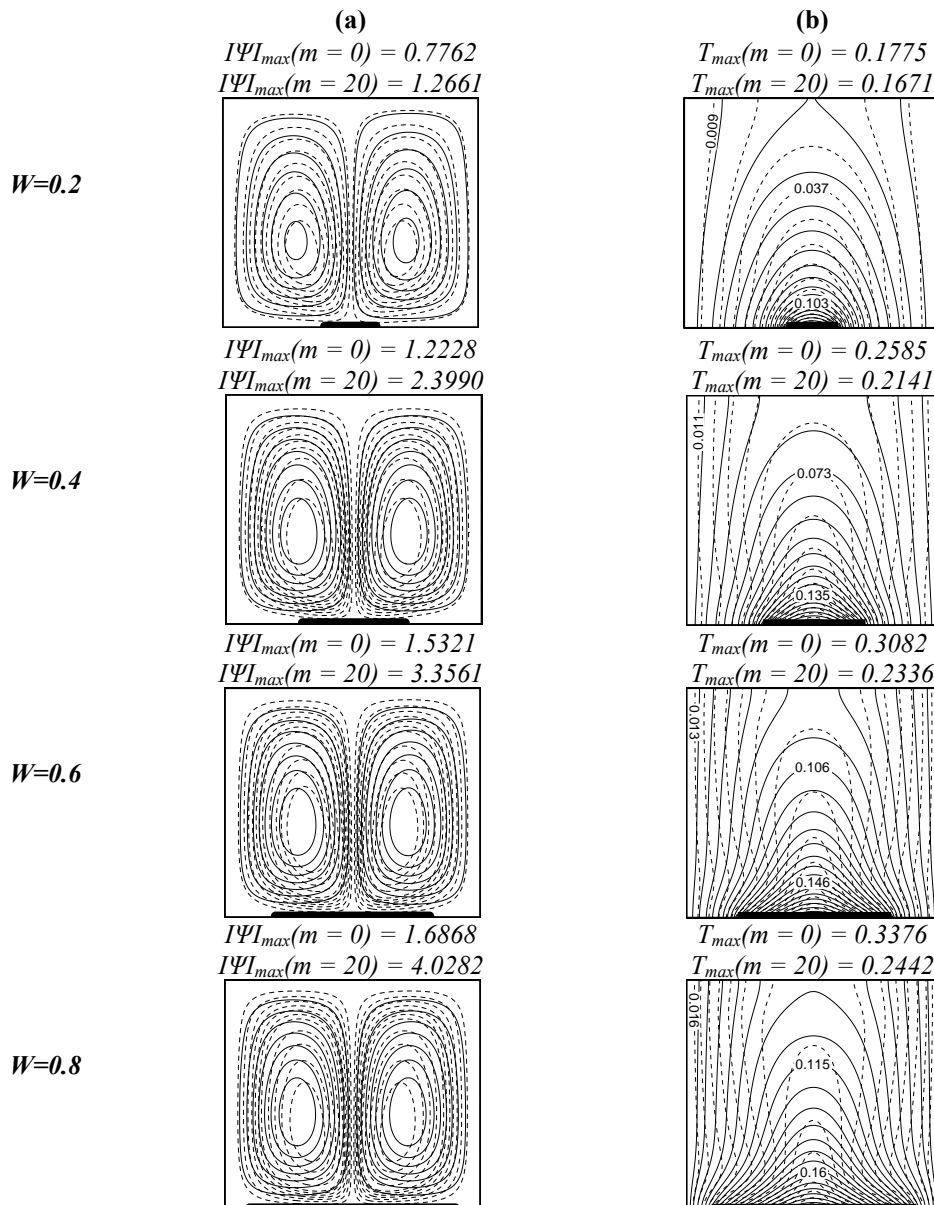 (a) (b)
IΨI_max(m = 0) = 0.7762 T_max(m = 0) = 0.1775
IΨI_max(m = 20) = 1.2661 T_max(m = 20) = 0.1671
W=0.2
0.009
0.037
0.103
IΨI_max(m = 0) = 1.2228 T_max(m = 0) = 0.2585
IΨI_max(m = 20) = 2.3990 T_max(m = 20) = 0.2141
W=0.4
0.011
0.073
0.135
IΨI_max(m = 0) = 1.5321 T_max(m = 0) = 0.3082
IΨI_max(m = 20) = 3.3561 T_max(m = 20) = 0.2336
W=0.6
0.013
0.106
0.146
IΨI_max(m = 0) = 1.6868 T_max(m = 0) = 0.3376
IΨI_max(m = 20) = 4.0282 T_max(m = 20) = 0.2442
W=0.8
0.016
0.115
0.16